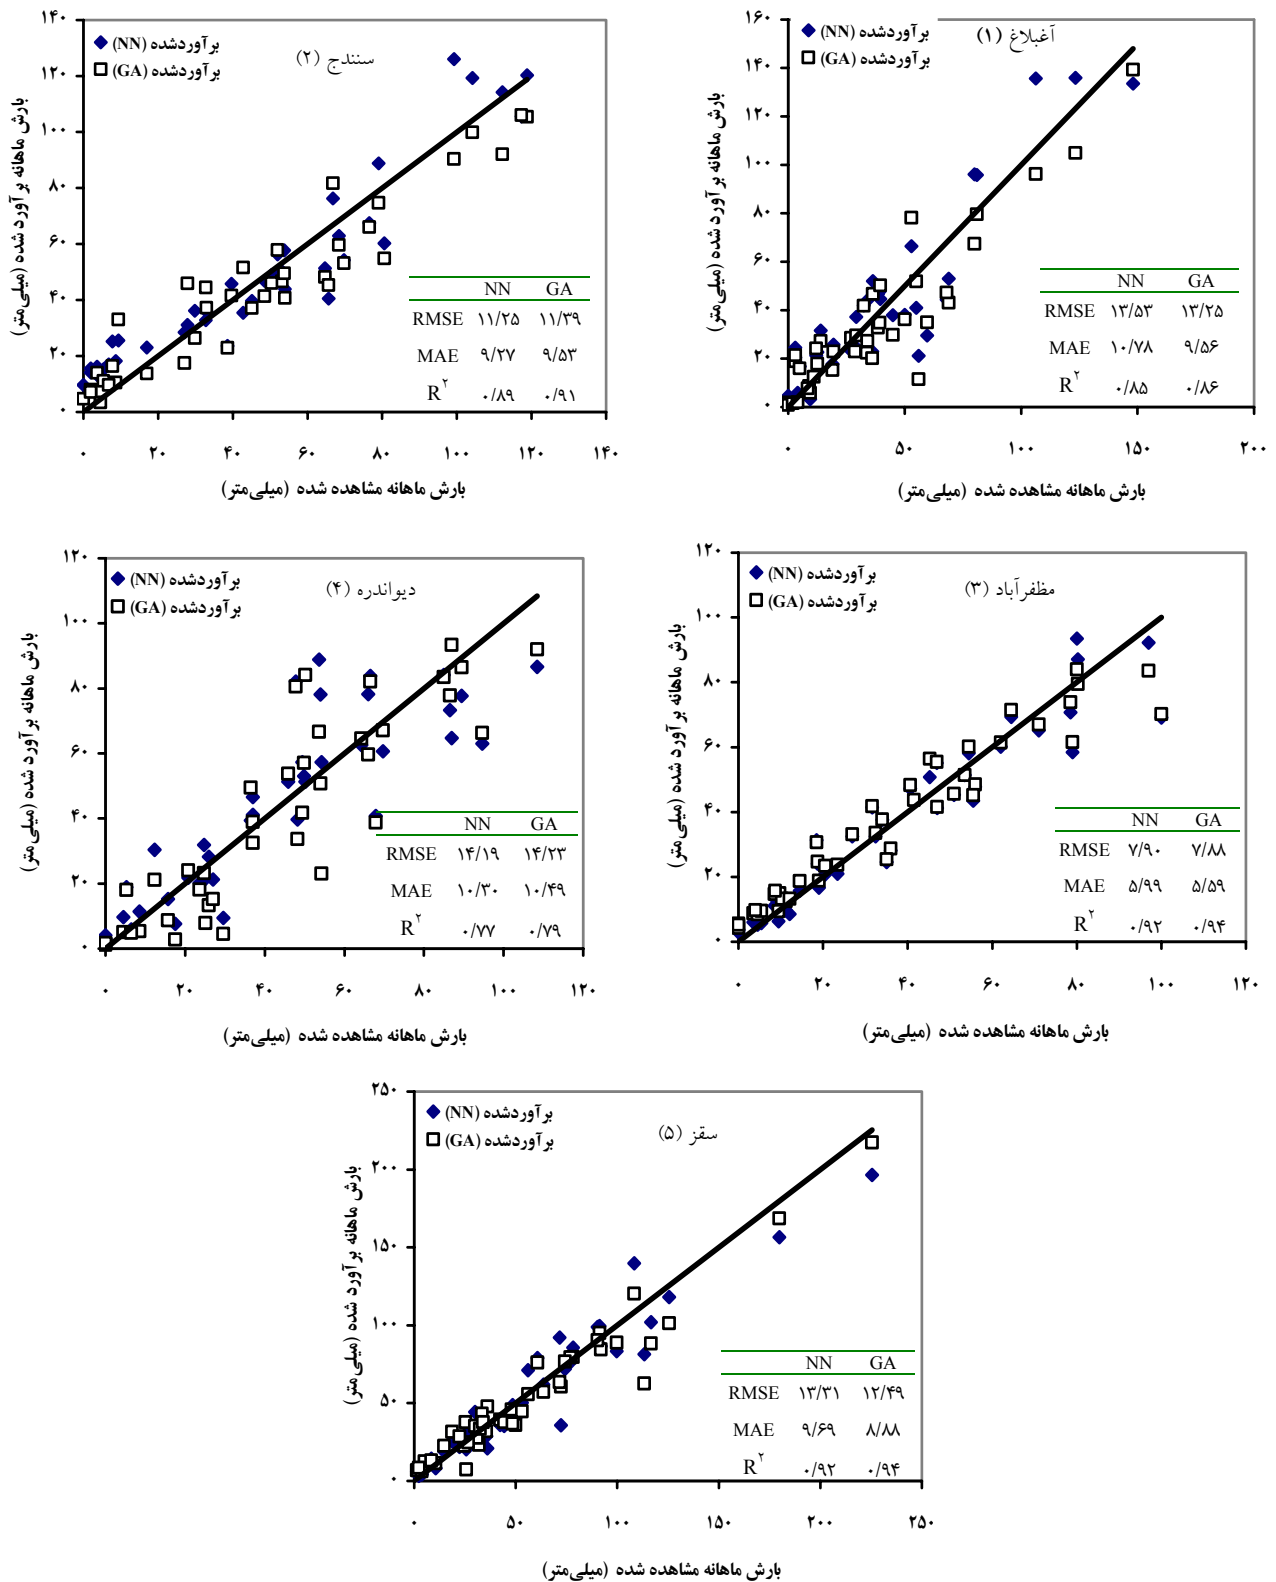 آغبلاغ (۱)
برآوردشده (NN)
برآوردشده (GA)
بارش ماهانه برآورد شده (میلی‌متر)
۱۶۰
۱۴۰
۱۲۰
۱۰۰
۸۰
۶۰
۴۰
۲۰
۰
NN GA
RMSE ۱۳/۵۳ ۱۳/۲۵
MAE ۱۰/۷۸ ۹/۵۶
R۲ ۰/۸۵ ۰/۸۶
۰ ۵۰ ۱۰۰ ۱۵۰ ۲۰۰
بارش ماهانه مشاهده شده (میلی‌متر)
سنندج (۲)
برآوردشده (NN)
برآوردشده (GA)
بارش ماهانه برآورد شده (میلی‌متر)
۱۴۰
۱۲۰
۱۰۰
۸۰
۶۰
۴۰
۲۰
۰
NN GA
RMSE ۱۱/۲۵ ۱۱/۳۹
MAE ۹/۲۷ ۹/۵۳
R۲ ۰/۸۹ ۰/۹۱
۰ ۲۰ ۴۰ ۶۰ ۸۰ ۱۰۰ ۱۲۰ ۱۴۰
بارش ماهانه مشاهده شده (میلی‌متر)
مظفرآباد (۳)
برآوردشده (NN)
برآوردشده (GA)
بارش ماهانه برآورد شده (میلی‌متر)
۱۲۰
۱۰۰
۸۰
۶۰
۴۰
۲۰
۰
NN GA
RMSE ۷/۹۰ ۷/۸۸
MAE ۵/۹۹ ۵/۵۹
R۲ ۰/۹۲ ۰/۹۴
۰ ۲۰ ۴۰ ۶۰ ۸۰ ۱۰۰ ۱۲۰
بارش ماهانه مشاهده شده (میلی‌متر)
دیواندره (۴)
برآوردشده (NN)
برآوردشده (GA)
بارش ماهانه برآورد شده (میلی‌متر)
۱۲۰
۱۰۰
۸۰
۶۰
۴۰
۲۰
۰
NN GA
RMSE ۱۴/۱۹ ۱۴/۲۳
MAE ۱۰/۳۰ ۱۰/۴۹
R۲ ۰/۷۷ ۰/۷۹
۰ ۲۰ ۴۰ ۶۰ ۸۰ ۱۰۰ ۱۲۰
بارش ماهانه مشاهده شده (میلی‌متر)
سقز (۵)
برآوردشده (NN)
برآوردشده (GA)
بارش ماهانه برآورد شده (میلی‌متر)
۲۵۰
۲۰۰
۱۵۰
۱۰۰
۵۰
۰
NN GA
RMSE ۱۳/۳۱ ۱۲/۴۹
MAE ۹/۶۹ ۸/۸۸
R۲ ۰/۹۲ ۰/۹۴
۰ ۵۰ ۱۰۰ ۱۵۰ ۲۰۰ ۲۵۰
بارش ماهانه مشاهده شده (میلی‌متر)